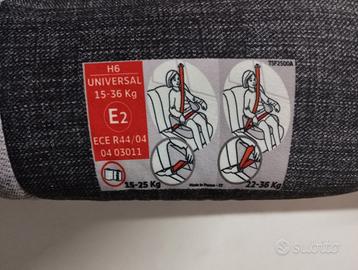 H6
UNIVERSAL
15-36 Kg
E2
ECE R44/04
04 03011
TSF2500A
15-25 Kg
22-36 Kg
subito